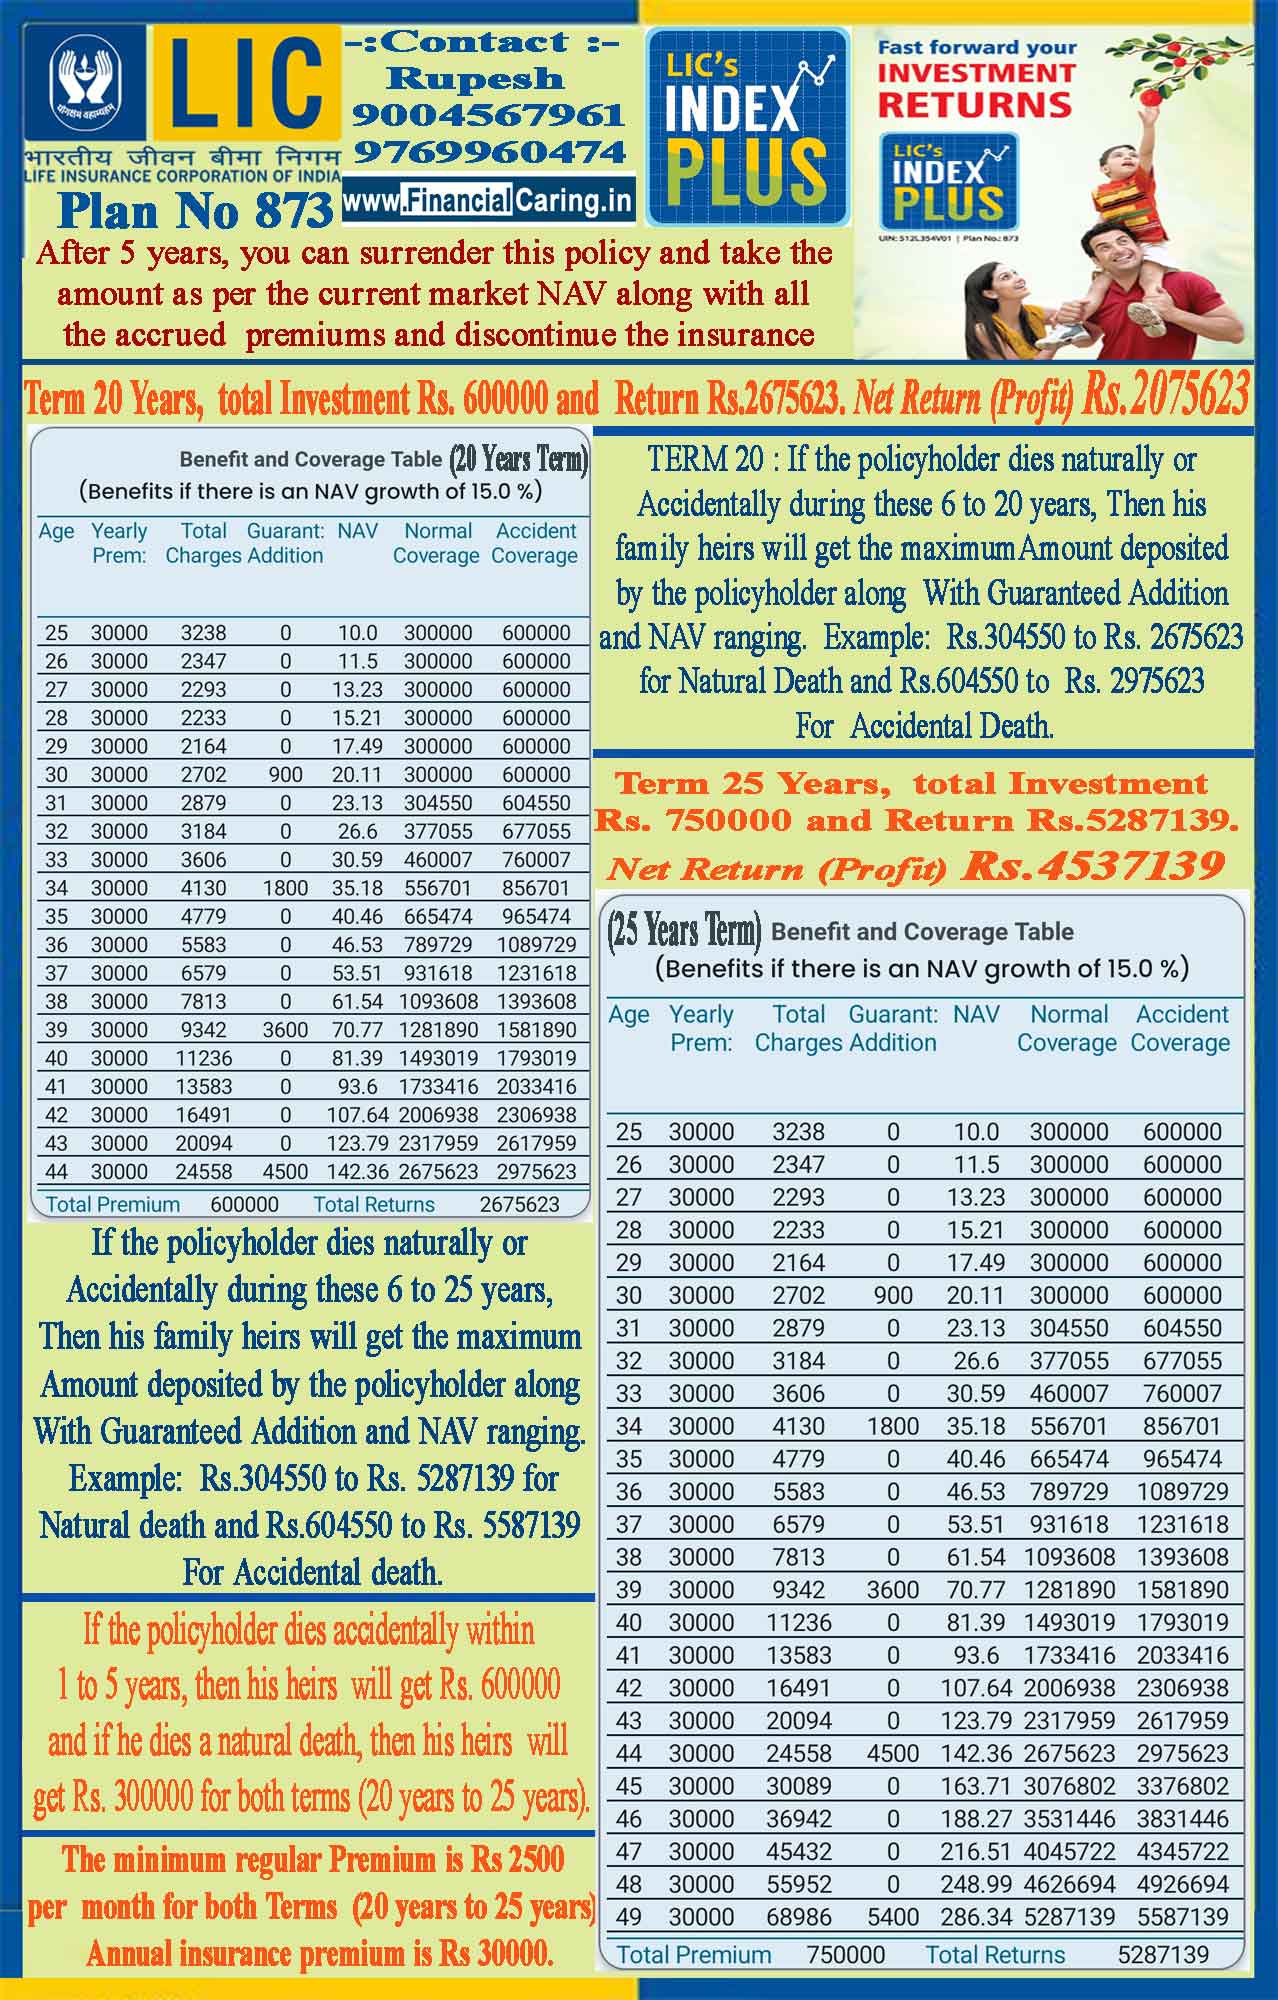 LIC
भारतीय जीवन बीमा निगम
LIFE INSURANCE CORPORATION OF INDIA
योगक्षेमं वहाम्यहम्
Plan No 873
-:Contact :-
Rupesh
9004567961
9769960474
www.FinancialCaring.in
LIC's
INDEX
PLUS
Fast forward your
INVESTMENT
RETURNS
LIC's
INDEX
PLUS
UIN: 512L354V01 | Plan No.: 873
After 5 years, you can surrender this policy and take the
amount as per the current market NAV along with all
the accrued premiums and discontinue the insurance
Term 20 Years, total Investment Rs. 600000 and Return Rs.2675623. Net Return (Profit) Rs.2075623
Benefit and Coverage Table (20 Years Term)
(Benefits if there is an NAV growth of 15.0 %)
Age Yearly Total Guarant: NAV Normal Accident
Prem: Charges Addition Coverage Coverage
25 30000 3238 0 10.0 300000 600000
26 30000 2347 0 11.5 300000 600000
27 30000 2293 0 13.23 300000 600000
28 30000 2233 0 15.21 300000 600000
29 30000 2164 0 17.49 300000 600000
30 30000 2702 900 20.11 300000 600000
31 30000 2879 0 23.13 304550 604550
32 30000 3184 0 26.6 377055 677055
33 30000 3606 0 30.59 460007 760007
34 30000 4130 1800 35.18 556701 856701
35 30000 4779 0 40.46 665474 965474
36 30000 5583 0 46.53 789729 1089729
37 30000 6579 0 53.51 931618 1231618
38 30000 7813 0 61.54 1093608 1393608
39 30000 9342 3600 70.77 1281890 1581890
40 30000 11236 0 81.39 1493019 1793019
41 30000 13583 0 93.6 1733416 2033416
42 30000 16491 0 107.64 2006938 2306938
43 30000 20094 0 123.79 2317959 2617959
44 30000 24558 4500 142.36 2675623 2975623
Total Premium 600000 Total Returns 2675623
TERM 20 : If the policyholder dies naturally or
Accidentally during these 6 to 20 years, Then his
family heirs will get the maximum Amount deposited
by the policyholder along With Guaranteed Addition
and NAV ranging. Example: Rs.304550 to Rs. 2675623
for Natural Death and Rs.604550 to Rs. 2975623
For Accidental Death.
Term 25 Years, total Investment
Rs. 750000 and Return Rs.5287139.
Net Return (Profit) Rs.4537139
(25 Years Term) Benefit and Coverage Table
(Benefits if there is an NAV growth of 15.0 %)
Age Yearly Total Guarant: NAV Normal Accident
Prem: Charges Addition Coverage Coverage
25 30000 3238 0 10.0 300000 600000
26 30000 2347 0 11.5 300000 600000
27 30000 2293 0 13.23 300000 600000
28 30000 2233 0 15.21 300000 600000
29 30000 2164 0 17.49 300000 600000
30 30000 2702 900 20.11 300000 600000
31 30000 2879 0 23.13 304550 604550
32 30000 3184 0 26.6 377055 677055
33 30000 3606 0 30.59 460007 760007
34 30000 4130 1800 35.18 556701 856701
35 30000 4779 0 40.46 665474 965474
36 30000 5583 0 46.53 789729 1089729
37 30000 6579 0 53.51 931618 1231618
38 30000 7813 0 61.54 1093608 1393608
39 30000 9342 3600 70.77 1281890 1581890
40 30000 11236 0 81.39 1493019 1793019
41 30000 13583 0 93.6 1733416 2033416
42 30000 16491 0 107.64 2006938 2306938
43 30000 20094 0 123.79 2317959 2617959
44 30000 24558 4500 142.36 2675623 2975623
45 30000 30089 0 163.71 3076802 3376802
46 30000 36942 0 188.27 3531446 3831446
47 30000 45432 0 216.51 4045722 4345722
48 30000 55952 0 248.99 4626694 4926694
49 30000 68986 5400 286.34 5287139 5587139
Total Premium 750000 Total Returns 5287139
If the policyholder dies naturally or
Accidentally during these 6 to 25 years,
Then his family heirs will get the maximum
Amount deposited by the policyholder along
With Guaranteed Addition and NAV ranging.
Example: Rs.304550 to Rs. 5287139 for
Natural death and Rs.604550 to Rs. 5587139
For Accidental death.
If the policyholder dies accidentally within
1 to 5 years, then his heirs will get Rs. 600000
and if he dies a natural death, then his heirs will
get Rs. 300000 for both terms (20 years to 25 years).
The minimum regular Premium is Rs 2500
per month for both Terms (20 years to 25 years)
Annual insurance premium is Rs 30000.